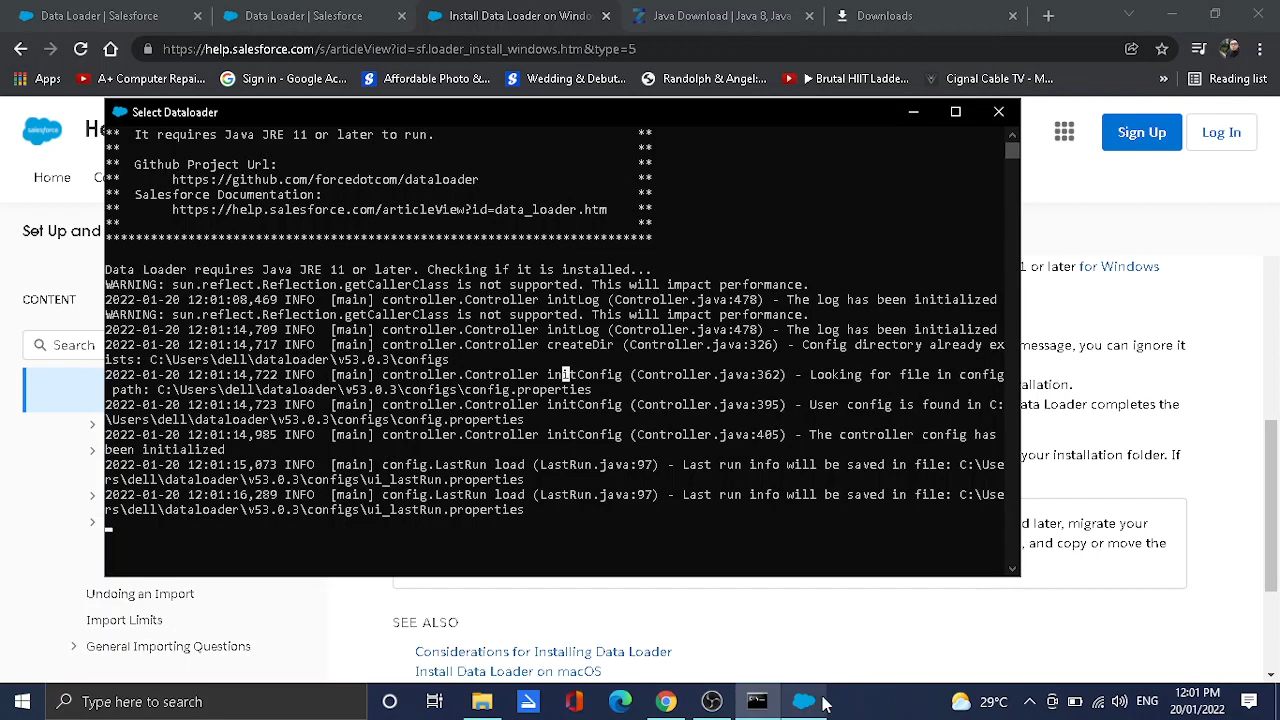 Data Loader | Salesforce
Data Loader | Salesforce
Install Data Loader on Windo
Java Download | Java 8, Java
Downloads
https://help.salesforce.com/s/articleView?id=sf.loader_install_windows.htm&type=5
Apps
A+ Computer Repai...
Sign in - Google Ac...
Affordable Photo &...
Wedding & Debut...
Randolph & Angel:...
► Brutal HIIT Ladde...
Cignal Cable TV - M...
»
Reading list
salesforce
He
Sign Up
Log In
Home
C
Set Up and
CONTENT
Search
Select Dataloader
** It requires Java JRE 11 or later to run. **
** **
** Github Project Url: **
** https://github.com/forcedotcom/dataloader **
** Salesforce Documentation: **
** https://help.salesforce.com/articleView?id=data_loader.htm **
** **
*************************************************************************
Data Loader requires Java JRE 11 or later. Checking if it is installed...
WARNING: sun.reflect.Reflection.getCallerClass is not supported. This will impact performance.
2022-01-20 12:01:08,469 INFO [main] controller.Controller initLog (Controller.java:478) - The log has been initialized
WARNING: sun.reflect.Reflection.getCallerClass is not supported. This will impact performance.
2022-01-20 12:01:14,709 INFO [main] controller.Controller initLog (Controller.java:478) - The log has been initialized
2022-01-20 12:01:14,717 INFO [main] controller.Controller createDir (Controller.java:326) - Config directory already ex
ists: C:\Users\dell\dataloader\v53.0.3\configs
2022-01-20 12:01:14,722 INFO [main] controller.Controller initConfig (Controller.java:362) - Looking for file in config
path: C:\Users\dell\dataloader\v53.0.3\configs\config.properties
2022-01-20 12:01:14,723 INFO [main] controller.Controller initConfig (Controller.java:395) - User config is found in C:
\Users\dell\dataloader\v53.0.3\configs\config.properties
2022-01-20 12:01:14,985 INFO [main] controller.Controller initConfig (Controller.java:405) - The controller config has
been initialized
2022-01-20 12:01:15,073 INFO [main] config.LastRun load (LastRun.java:97) - Last run info will be saved in file: C:\Use
rs\dell\dataloader\v53.0.3\configs\ui_lastRun.properties
2022-01-20 12:01:16,289 INFO [main] config.LastRun load (LastRun.java:97) - Last run info will be saved in file: C:\Use
rs\dell\dataloader\v53.0.3\configs\ui_lastRun.properties
1 or later for Windows
message, you can ignore it
nstallation.
Data Loader completes the
your installation folder. If
d later, migrate your
, and copy or move the
Undoing an Import
Import Limits
General Importing Questions
SEE ALSO
Considerations for Installing Data Loader
Install Data Loader on macOS
Type here to search
29°C
ENG
12:01 PM
20/01/2022